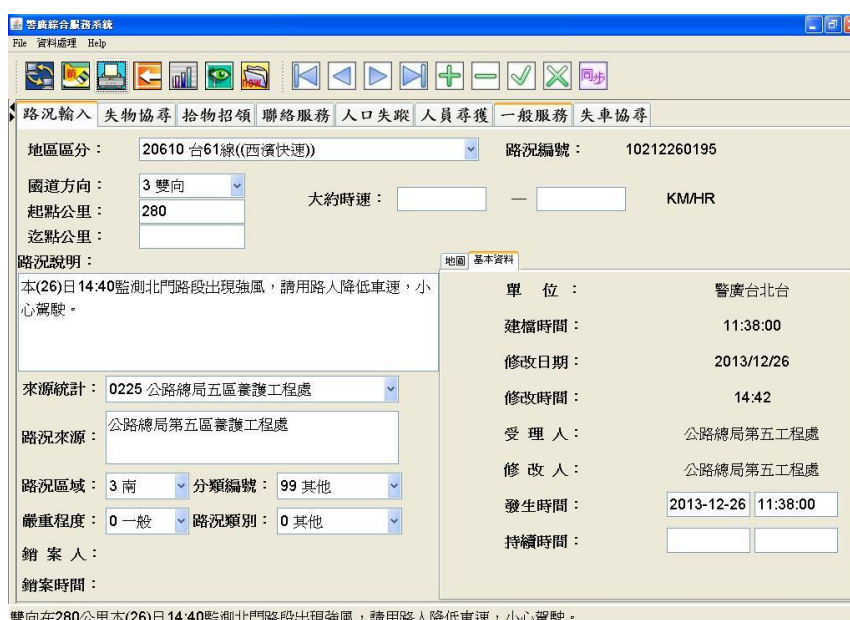 警廣綜合服務系統
File 資料處理 Help
NEW 同步
路況輸入 失物協尋 拾物招領 聯絡服務 人口失蹤 人員尋獲 一般服務 失車協尋
地區區分： 20610 台61線((西濱快速)) 路況編號： 10212260195
國道方向： 3 雙向
大約時速： — KM/HR
起點公里： 280
迄點公里：
路況說明： 地圖 基本資料
本(26)日14:40監測北門路段出現強風，請用路人降低車速，小
心駕駛。
單 位 ： 警廣台北台
建檔時間： 11:38:00
修改日期： 2013/12/26
來源統計： 0225 公路總局五區養護工程處
修改時間： 14:42
路況來源： 公路總局第五區養護工程處
受 理 人： 公路總局第五工程處
修 改 人： 公路總局第五工程處
路況區域： 3 南 分類編號： 99 其他
發生時間： 2013-12-26 11:38:00
嚴重程度： 0 一般 路況類別： 0 其他
持續時間：
銷 案 人：
銷案時間：
雙向在280公里本(26)日14:40監測北門路段出現強風，請用路人降低車速，小心駕駛。